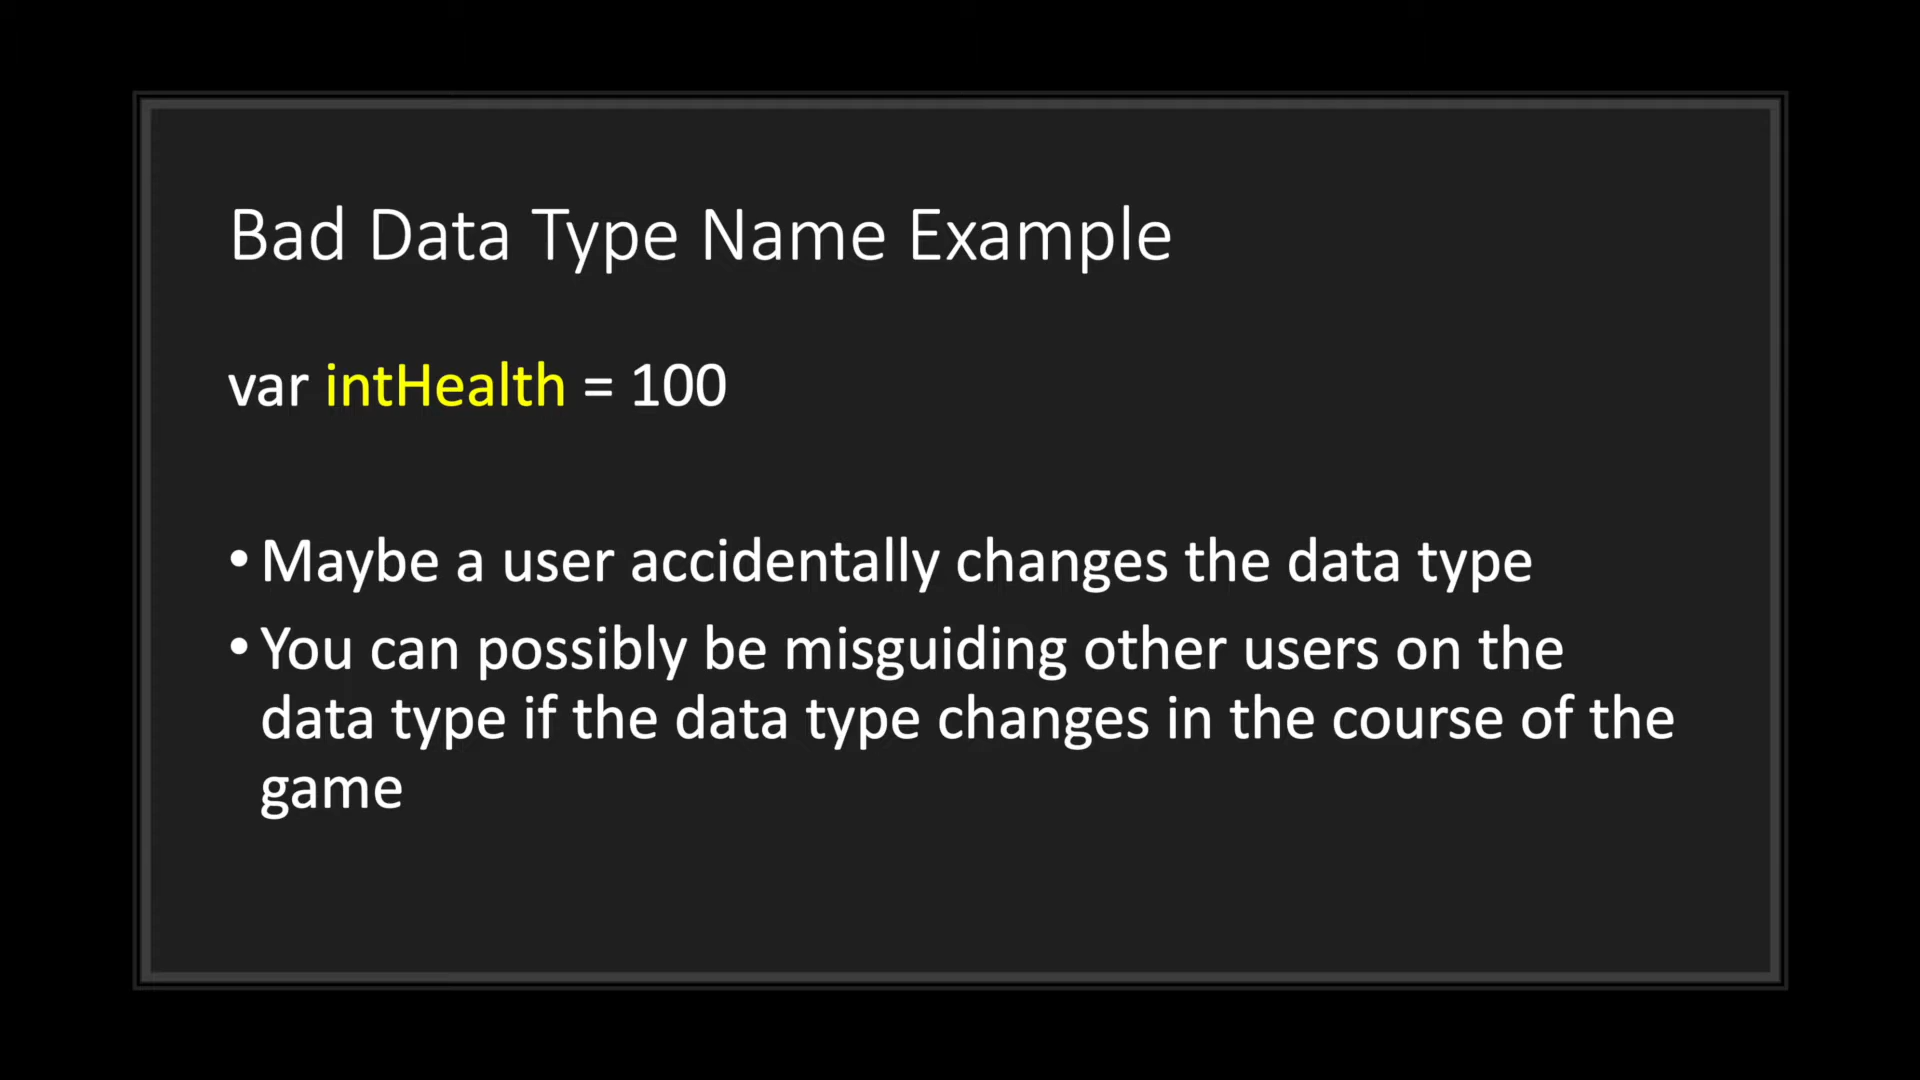 Bad Data Type Name Example
var intHealth = 100
• Maybe a user accidentally changes the data type
• You can possibly be misguiding other users on the
data type if the data type changes in the course of the
game